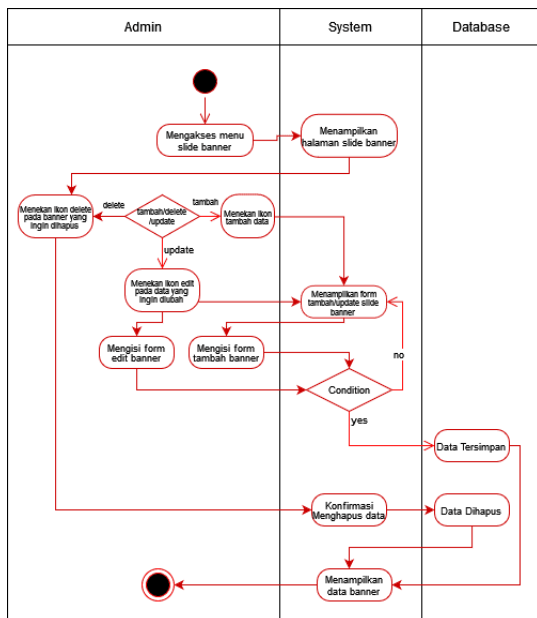 Admin
System
Database
Mengakses menu
slide banner
Menampilkan
halaman slide banner
Menekan Ikon delete
pada banner yang
ingin dihapus
delete
tambah/delete
/update
tambah
Menekan Ikon
tambah data
update
Menekan Ikon edit
pada data yang
ingin diubah
Menampilkan form
tambah/update slide
banner
Mengisi form
edit banner
Mengisi form
tambah banner
no
Condition
yes
Data Tersimpan
Konfirmasi
Menghapus data
Data Dihapus
Menampilkan
data banner